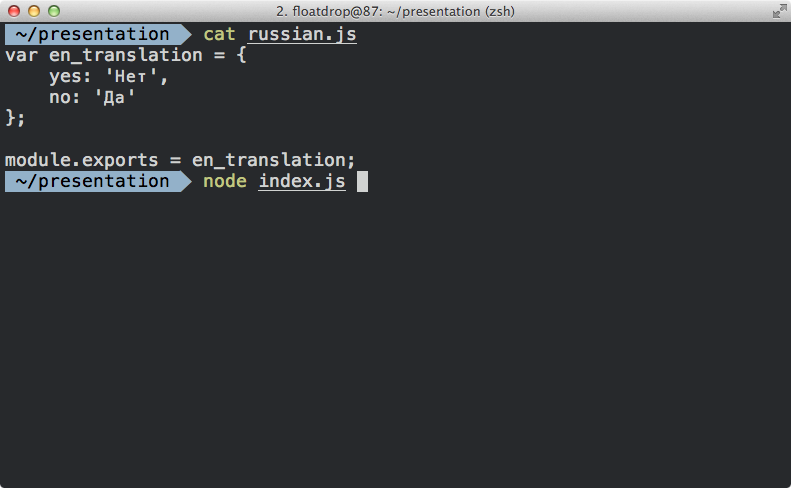 2. floatdrop@87: ~/presentation (zsh)
~/presentation cat russian.js
var en_translation = {
    yes: 'Нет',
    no: 'Да'
};
module.exports = en_translation;
~/presentation node index.js